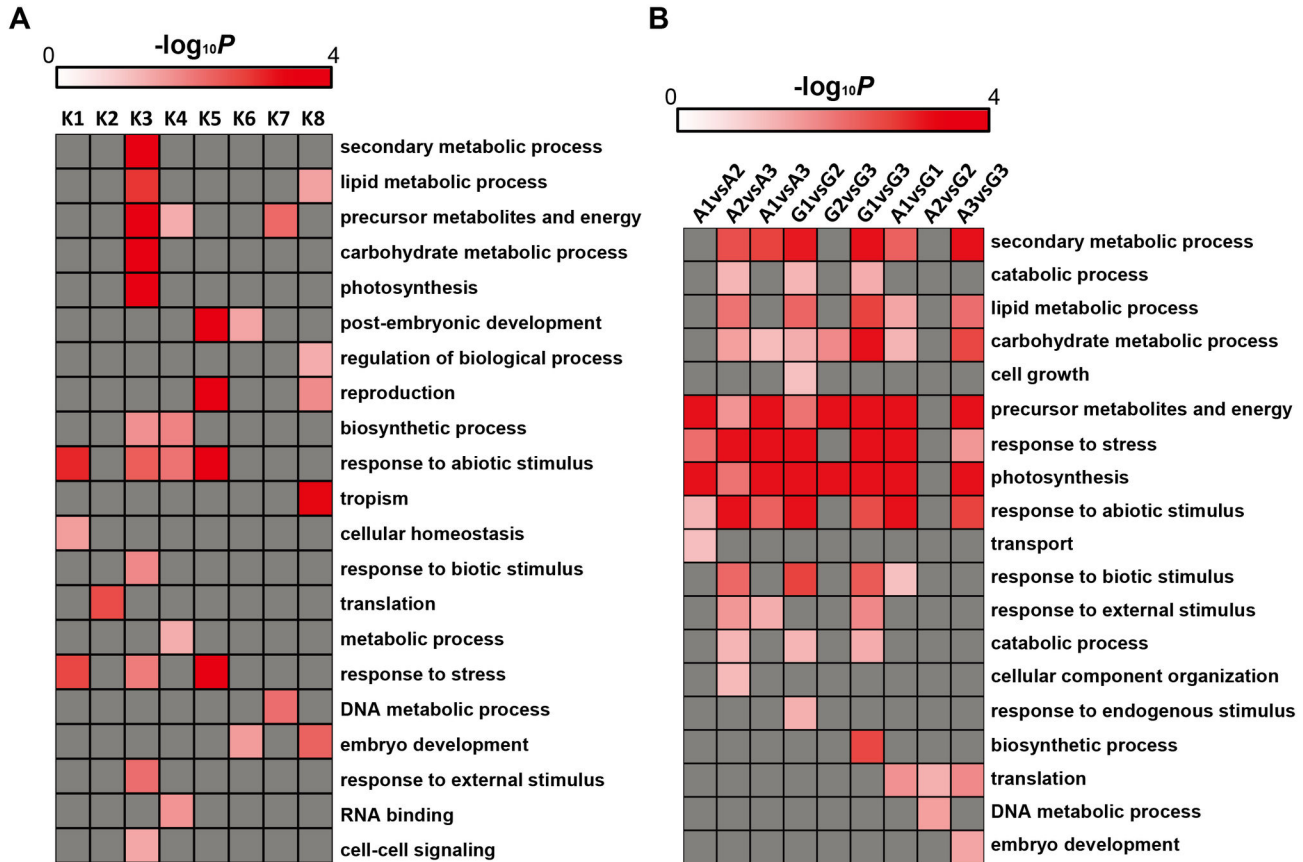 A
-log₁₀P
0 4
K1 K2 K3 K4 K5 K6 K7 K8
secondary metabolic process
lipid metabolic process
precursor metabolites and energy
carbohydrate metabolic process
photosynthesis
post-embryonic development
regulation of biological process
reproduction
biosynthetic process
response to abiotic stimulus
tropism
cellular homeostasis
response to biotic stimulus
translation
metabolic process
response to stress
DNA metabolic process
embryo development
response to external stimulus
RNA binding
cell-cell signaling
B
-log₁₀P
0 4
A1vsA2 A2vsA3 A1vsA3 G1vsG2 G2vsG3 G1vsG3 A1vsG1 A2vsG2 A3vsG3
secondary metabolic process
catabolic process
lipid metabolic process
carbohydrate metabolic process
cell growth
precursor metabolites and energy
response to stress
photosynthesis
response to abiotic stimulus
transport
response to biotic stimulus
response to external stimulus
catabolic process
cellular component organization
response to endogenous stimulus
biosynthetic process
translation
DNA metabolic process
embryo development